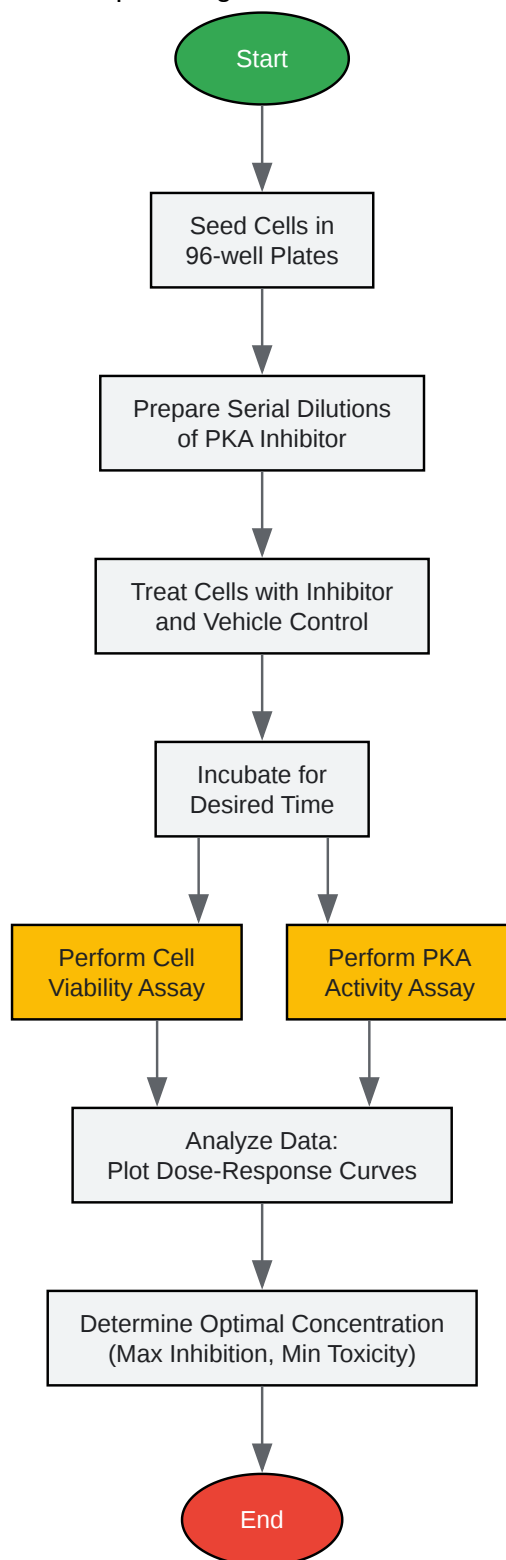 Start
Seed Cells in
96-well Plates
Prepare Serial Dilutions
of PKA Inhibitor
Treat Cells with Inhibitor
and Vehicle Control
Incubate for
Desired Time
Perform Cell
Viability Assay
Perform PKA
Activity Assay
Analyze Data:
Plot Dose-Response Curves
Determine Optimal Concentration
(Max Inhibition, Min Toxicity)
End